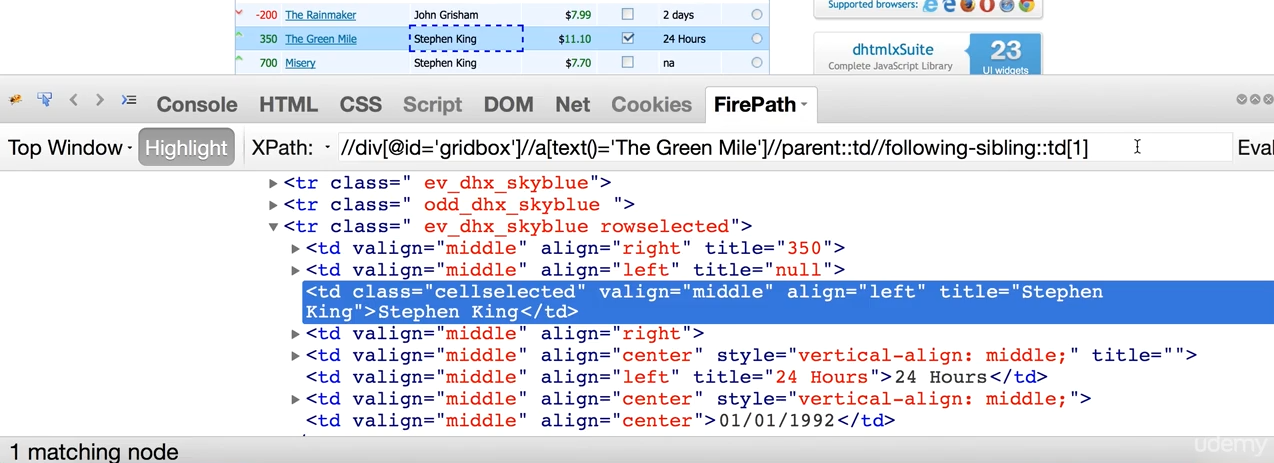 -200 The Rainmaker John Grisham $7.99 2 days
350 The Green Mile Stephen King $11.10 24 Hours
700 Misery Stephen King $7.70 na
Supported browsers:
dhtmlxSuite
Complete JavaScript Library
23
UI widgets
Console HTML CSS Script DOM Net Cookies FirePath
Top Window Highlight XPath: //div[@id='gridbox']//a[text()='The Green Mile']//parent::td//following-sibling::td[1] Eval
<tr class=" ev_dhx_skyblue">
<tr class=" odd_dhx_skyblue ">
<tr class=" ev_dhx_skyblue rowselected">
<td valign="middle" align="right" title="350">
<td valign="middle" align="left" title="null">
<td class="cellselected" valign="middle" align="left" title="Stephen
King">Stephen King</td>
<td valign="middle" align="right">
<td valign="middle" align="center" style="vertical-align: middle;" title="">
<td valign="middle" align="left" title="24 Hours">24 Hours</td>
<td valign="middle" align="center" style="vertical-align: middle;">
<td valign="middle" align="center">01/01/1992</td>
1 matching node
udemy